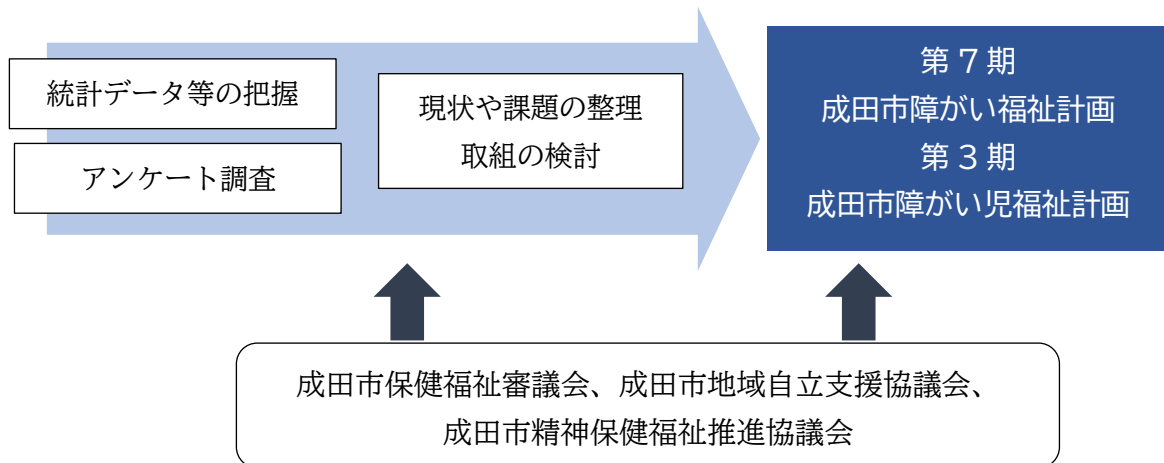 統計データ等の把握
アンケート調査
現状や課題の整理
取組の検討
第7期
成田市障がい福祉計画
第3期
成田市障がい児福祉計画
成田市保健福祉審議会、成田市地域自立支援協議会、
成田市精神保健福祉推進協議会